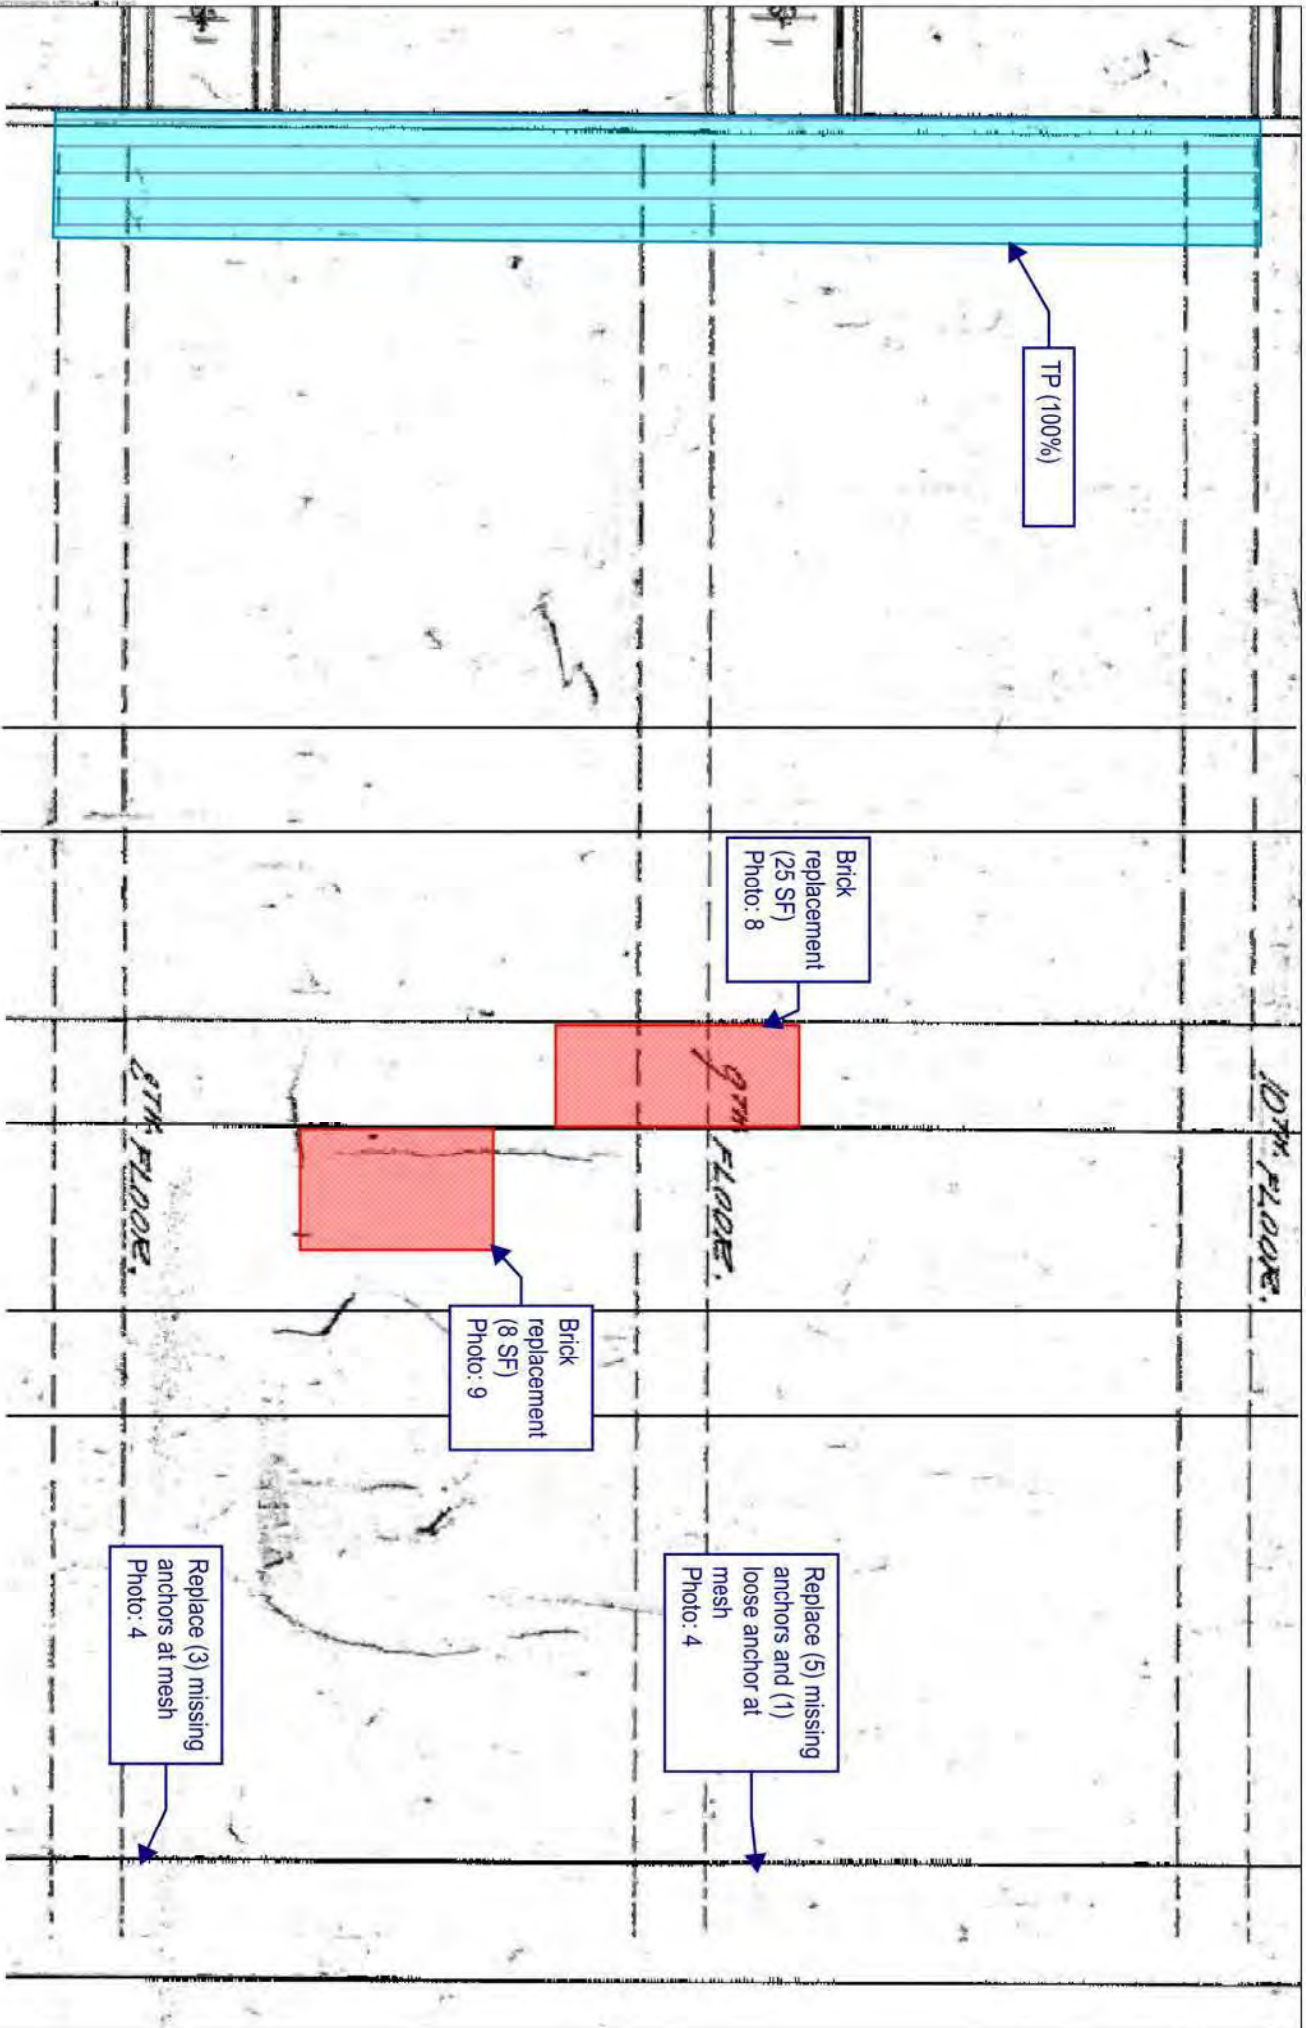 10TH. FLOOR.
TP (100%)
Brick
replacement
(25 SF)
Photo: 8
Replace (5) missing
anchors and (1)
loose anchor at
mesh
Photo: 4
9TH FLOOR.
Brick
replacement
(8 SF)
Photo: 9
Replace (3) missing
anchors at mesh
Photo: 4
8TH. FLOOR.